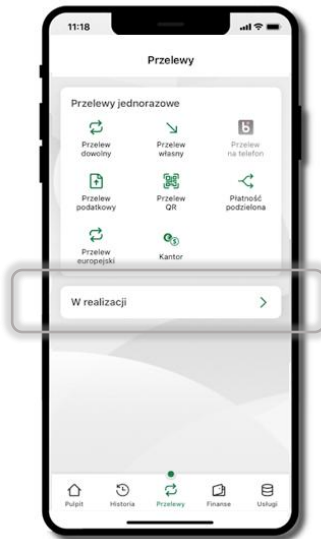 11:18
Przelewy
Przelewy jednorazowe
Przelew
dowolny
Przelew
własny
Przelew
na telefon
Przelew
podatkowy
Przelew
QR
Płatność
podzielona
Przelew
europejski
Kantor
W realizacji
Pulpit
Historia
Przelewy
Finanse
Usługi